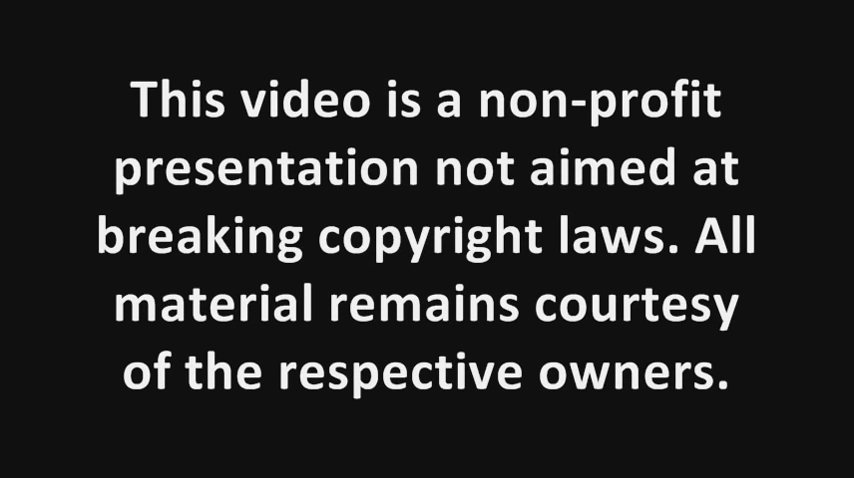 This video is a non-profit
presentation not aimed at
breaking copyright laws. All
material remains courtesy
of the respective owners.